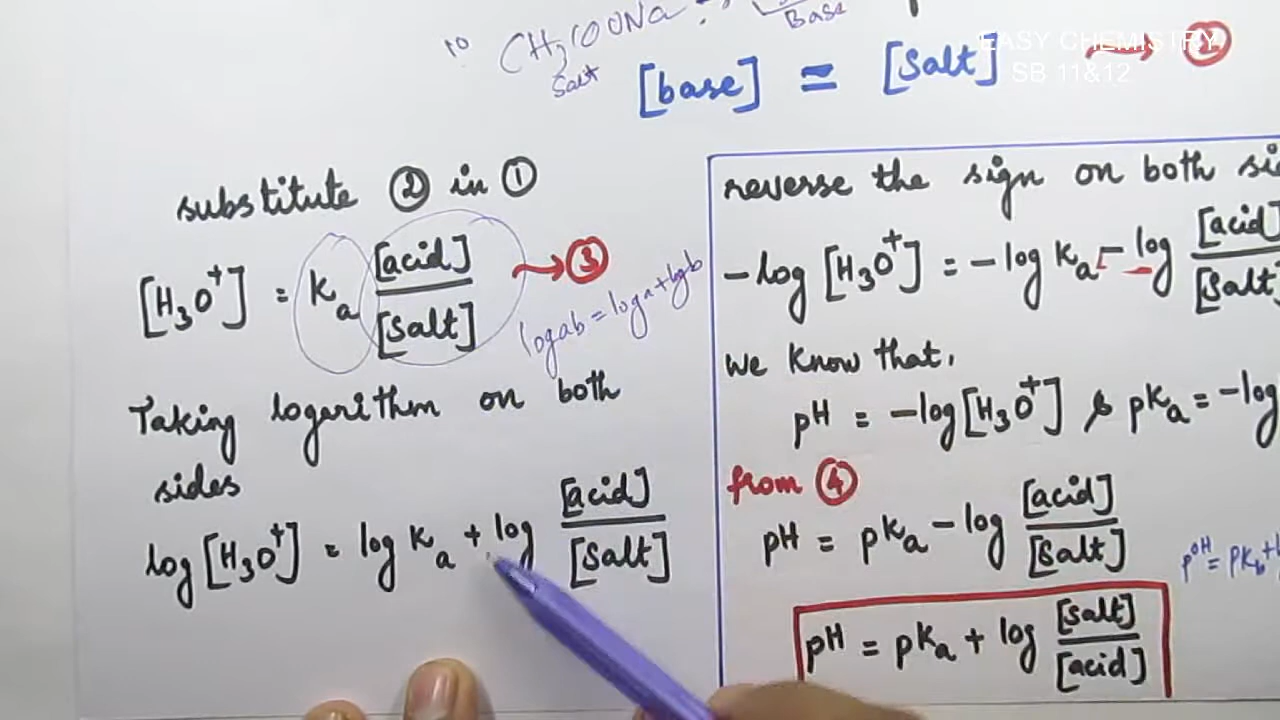 CH3COONa
Salt
Base
EASY CHEMISTRY
SB 11&12
[base] = [Salt] → ②
substitute ② in ①
[H3O+] = Ka [acid]/[Salt] → ③
log ab = log a + log b
Taking logarithm on both
sides
log [H3O+] = log Ka + log [acid]/[Salt]
reverse the sign on both si
-log [H3O+] = -log Ka - log [acid]/[Salt
we know that,
pH = -log [H3O+] & pKa = -log
from ④
pH = pKa - log [acid]/[Salt]
pOH = pKb +
pH = pKa + log [Salt]/[acid]